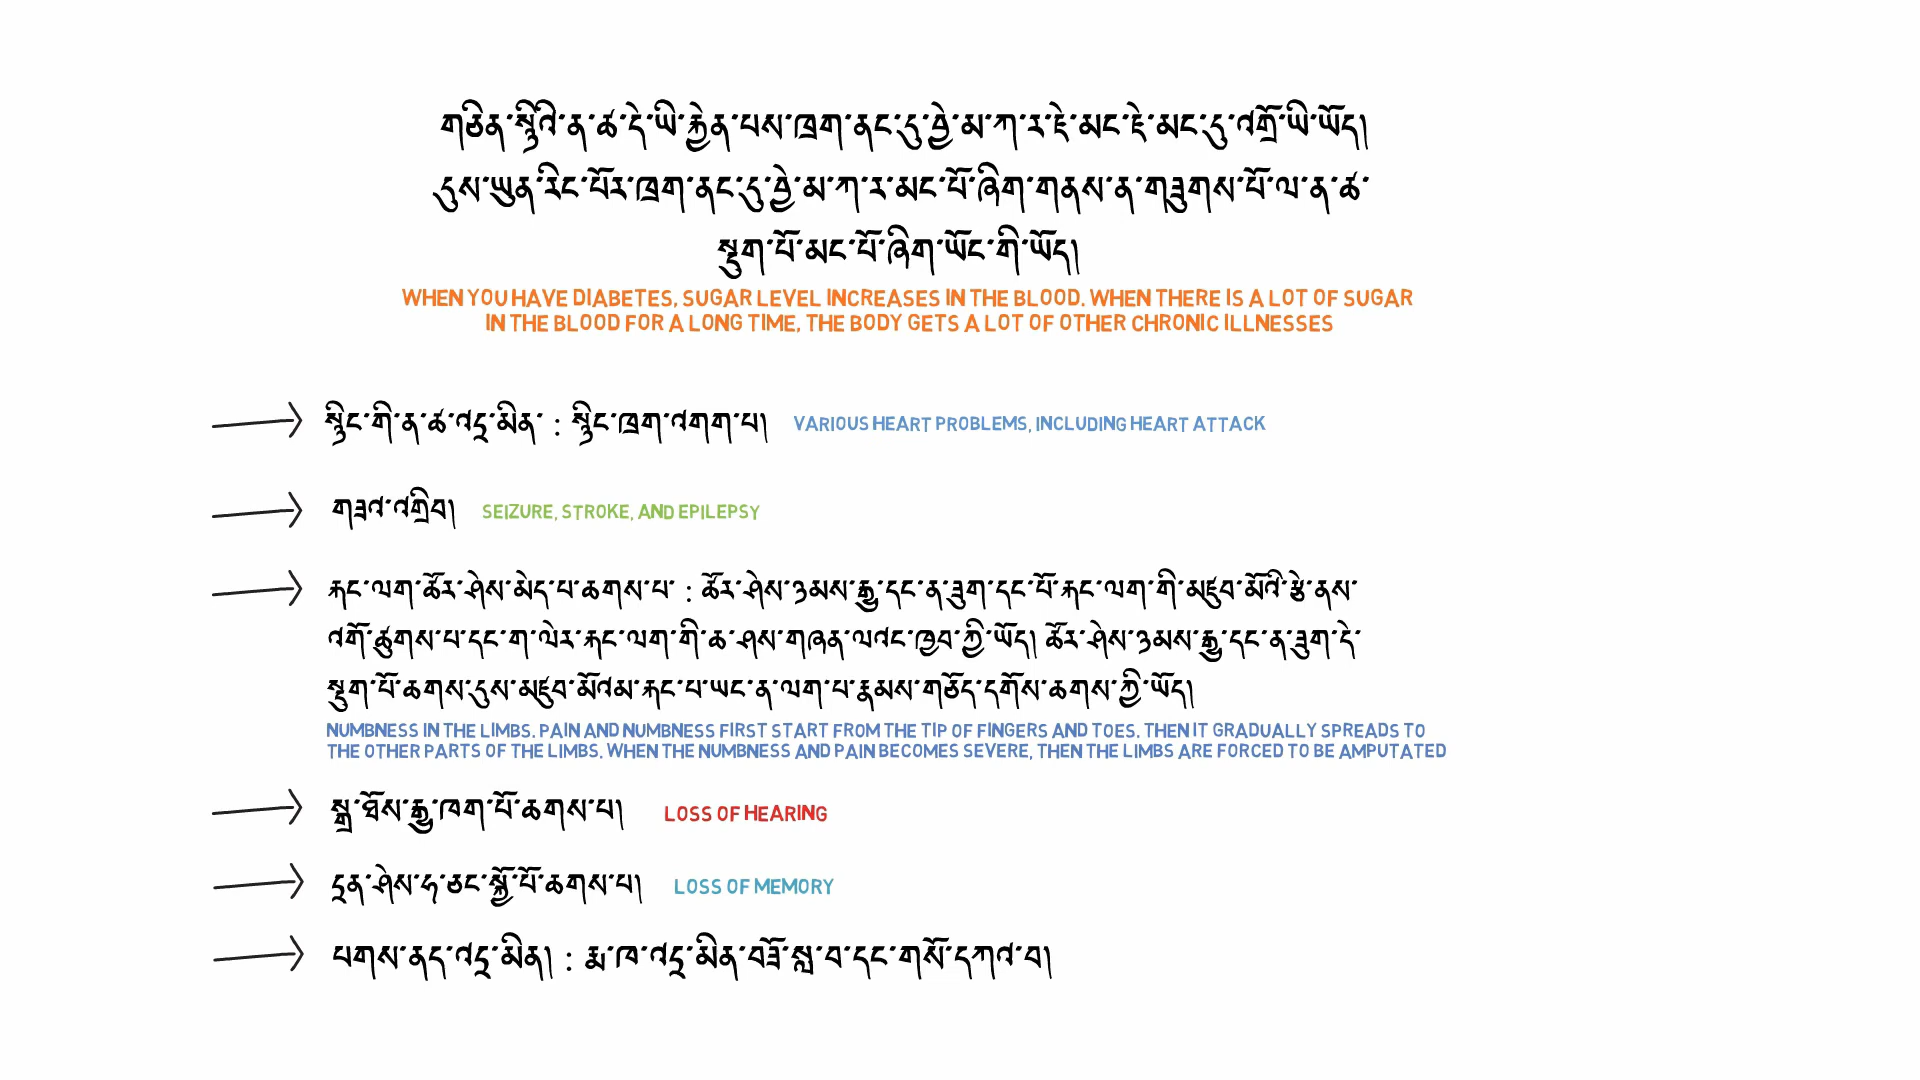 གཅིན་སྙིའི་ན་ཚ་དེ་ཡི་རྐྱེན་པས་ཁྲག་ནང་དུ་བྱེ་མ་ཀ་ར་ཇེ་མང་ཇེ་མང་དུ་འགྲོ་ཡི་ཡོད།
དུས་ཡུན་རིང་པོར་ཁྲག་ནང་དུ་བྱེ་མ་ཀ་ར་མང་པོ་ཞིག་གནས་ན་གཟུགས་པོ་ལ་ན་ཚ་
སྡུག་པོ་མང་པོ་ཞིག་ཡོང་གི་ཡོད།
WHEN YOU HAVE DIABETES, SUGAR LEVEL INCREASES IN THE BLOOD. WHEN THERE IS A LOT OF SUGAR
IN THE BLOOD FOR A LONG TIME, THE BODY GETS A LOT OF OTHER CHRONIC ILLNESSES
སྙིང་གི་ན་ཚ་འདྲ་མིན་ : སྙིང་ཁྲག་འགག་པ། VARIOUS HEART PROBLEMS, INCLUDING HEART ATTACK
གཟའ་འགྲིབ། SEIZURE, STROKE, AND EPILEPSY
རྐང་ལག་ཚོར་ཤེས་མེད་པ་ཆགས་པ་ : ཚོར་ཤེས་ཉམས་རྒྱུ་དང་ན་ཟུག་དང་པོ་རྐང་ལག་གི་མཛུབ་མོའི་རྩེ་ནས་
འགོ་ཚུགས་པ་དང་ག་ལེར་རྐང་ལག་གི་ཆ་ཤས་གཞན་ལའང་ཁྱབ་ཀྱི་ཡོད། ཚོར་ཤེས་ཉམས་རྒྱུ་དང་ན་ཟུག་དེ་
སྡུག་པོ་ཆགས་དུས་མཛུབ་མོའམ་རྐང་པ་ཡང་ན་ལག་པ་རྣམས་གཅོད་དགོས་ཆགས་ཀྱི་ཡོད།
NUMBNESS IN THE LIMBS. PAIN AND NUMBNESS FIRST START FROM THE TIP OF FINGERS AND TOES. THEN IT GRADUALLY SPREADS TO
THE OTHER PARTS OF THE LIMBS. WHEN THE NUMBNESS AND PAIN BECOMES SEVERE, THEN THE LIMBS ARE FORCED TO BE AMPUTATED
སྒྲ་ཐོས་རྒྱུ་ཁག་པོ་ཆགས་པ། LOSS OF HEARING
དྲན་ཤེས་ཧ་ཅང་སྐྱོ་པོ་ཆགས་པ། LOSS OF MEMORY
པགས་ནད་འདྲ་མིན། : རྨ་ཁ་འདྲ་མིན་བཟོ་སླ་བ་དང་གསོ་དཀའ་བ།